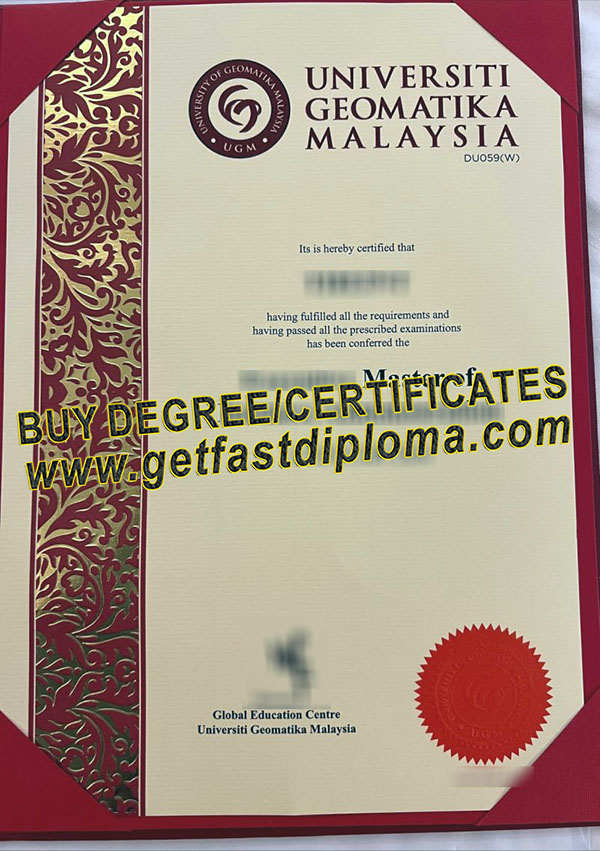 UNIVERSITY OF GEOMATIKA MALAYSIA
• UGM •
UNIVERSITI
GEOMATIKA
MALAYSIA
DU059(W)
Its is hereby certified that
having fulfilled all the requirements and
having passed all the prescribed examinations
has been conferred the
Master of
BUY DEGREE/CERTIFICATES
www.getfastdiploma.com
Global Education Centre
Universiti Geomatika Malaysia